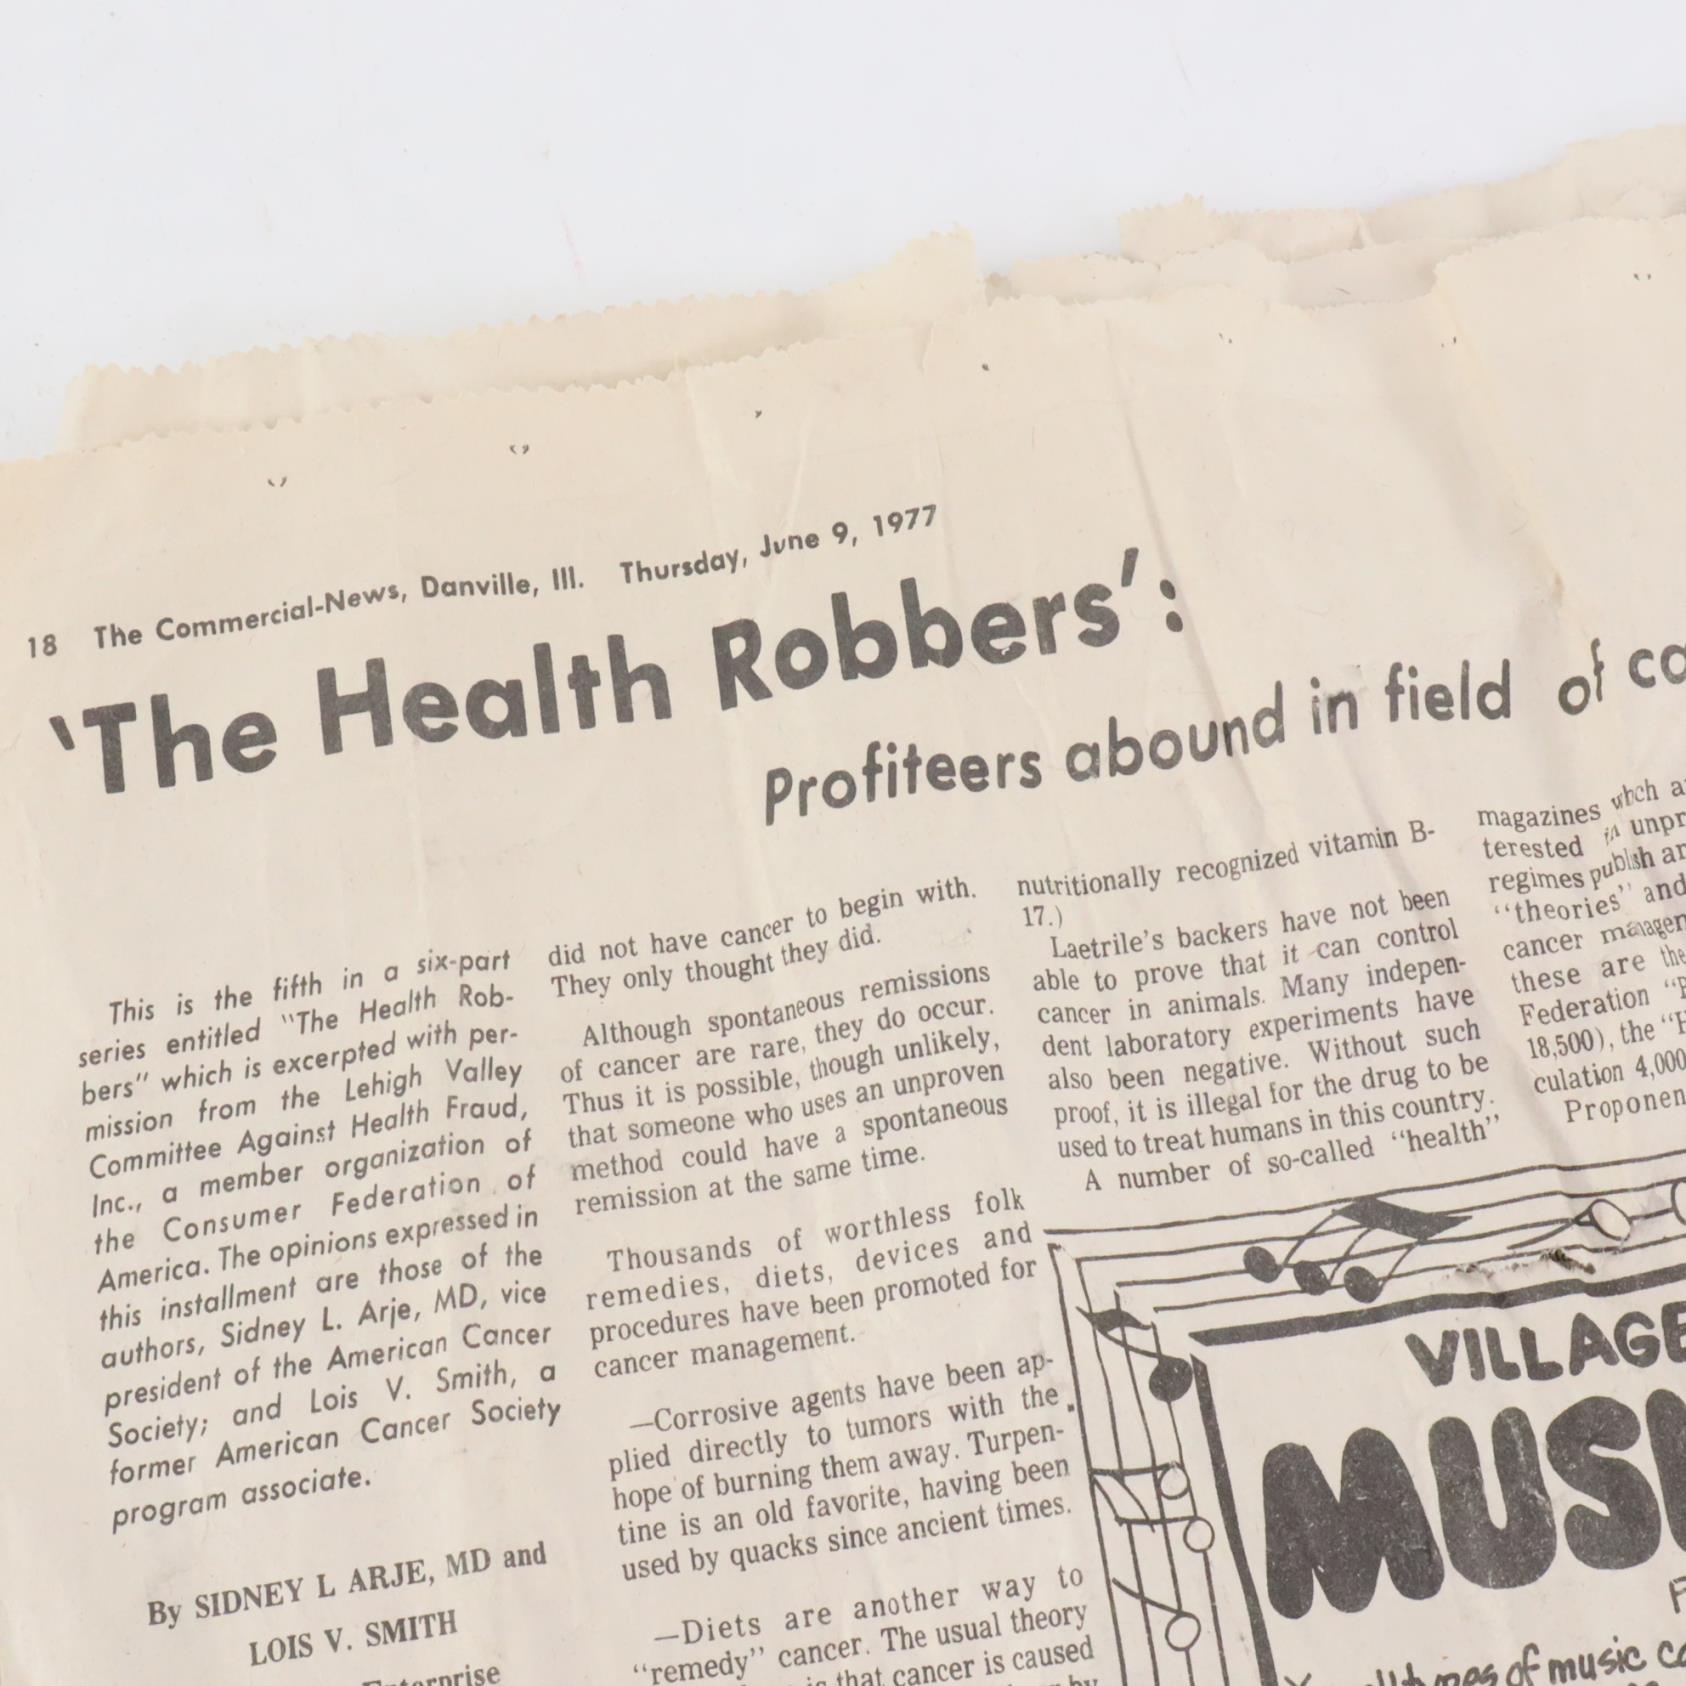 18 The Commercial-News, Danville, Ill. Thursday, June 9, 1977
'The Health Robbers':
Profiteers abound in field of
This is the fifth in a six-part
series entitled "The Health Rob-
bers" which is excerpted with per-
mission from the Lehigh Valley
Committee Against Health Fraud,
Inc., a member organization of
the Consumer Federation of
America. The opinions expressed in
this installment are those of the
authors, Sidney L. Arje, MD, vice
president of the American Cancer
Society; and Lois V. Smith, a
former American Cancer Society
program associate.
By SIDNEY L ARJE, MD and
LOIS V. SMITH
did not have cancer to begin with.
They only thought they did.
Although spontaneous remissions
of cancer are rare, they do occur.
Thus it is possible, though unlikely,
that someone who uses an unproven
method could have a spontaneous
remission at the same time.
Thousands of worthless folk
remedies, diets, devices and
procedures have been promoted for
cancer management.
—Corrosive agents have been ap-
plied directly to tumors with the
hope of burning them away. Turpen-
tine is an old favorite, having been
used by quacks since ancient times.
—Diets are another way to
"remedy" cancer. The usual theory
is that cancer is caused
by
nutritionally recognized vitamin B-
17.)
Laetrile's backers have not been
able to prove that it can control
cancer in animals. Many indepen-
dent laboratory experiments have
also been negative. Without such
proof, it is illegal for the drug to be
used to treat humans in this country.
A number of so-called "health"
magazines
terested in
regimes publish
"theories" and
cancer
these are the
Federation
18,500), the
culation 4,000
VILLAGE
of music